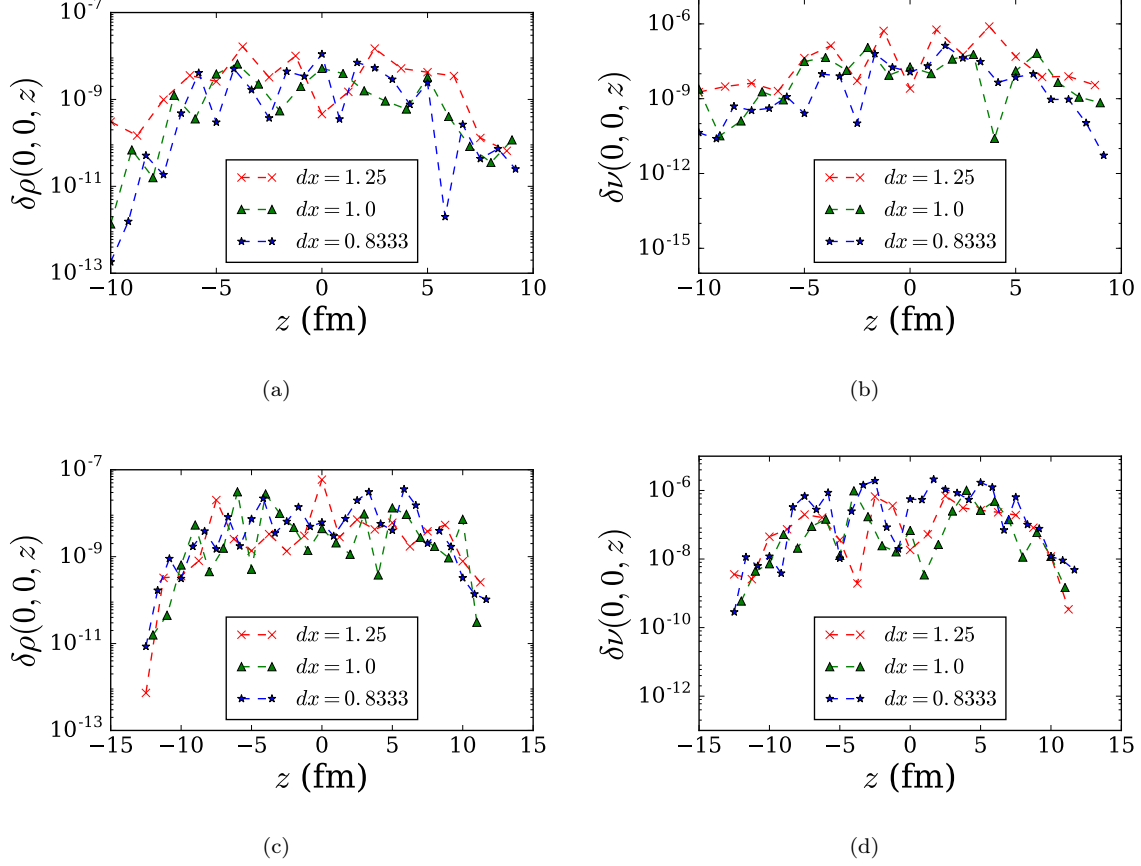 10⁻⁷
10⁻⁹
10⁻¹¹
10⁻¹³
δρ(0, 0, z)
dx = 1.25
dx = 1.0
dx = 0.8333
−10 −5 0 5 10
z (fm)
(a)
10⁻⁶
10⁻⁹
10⁻¹²
10⁻¹⁵
δν(0, 0, z)
dx = 1.25
dx = 1.0
dx = 0.8333
−10 −5 0 5 10
z (fm)
(b)
10⁻⁷
10⁻⁹
10⁻¹¹
10⁻¹³
δρ(0, 0, z)
dx = 1.25
dx = 1.0
dx = 0.8333
−15 −10 −5 0 5 10 15
z (fm)
(c)
10⁻⁶
10⁻⁸
10⁻¹⁰
10⁻¹²
δν(0, 0, z)
dx = 1.25
dx = 1.0
dx = 0.8333
−15 −10 −5 0 5 10 15
z (fm)
(d)